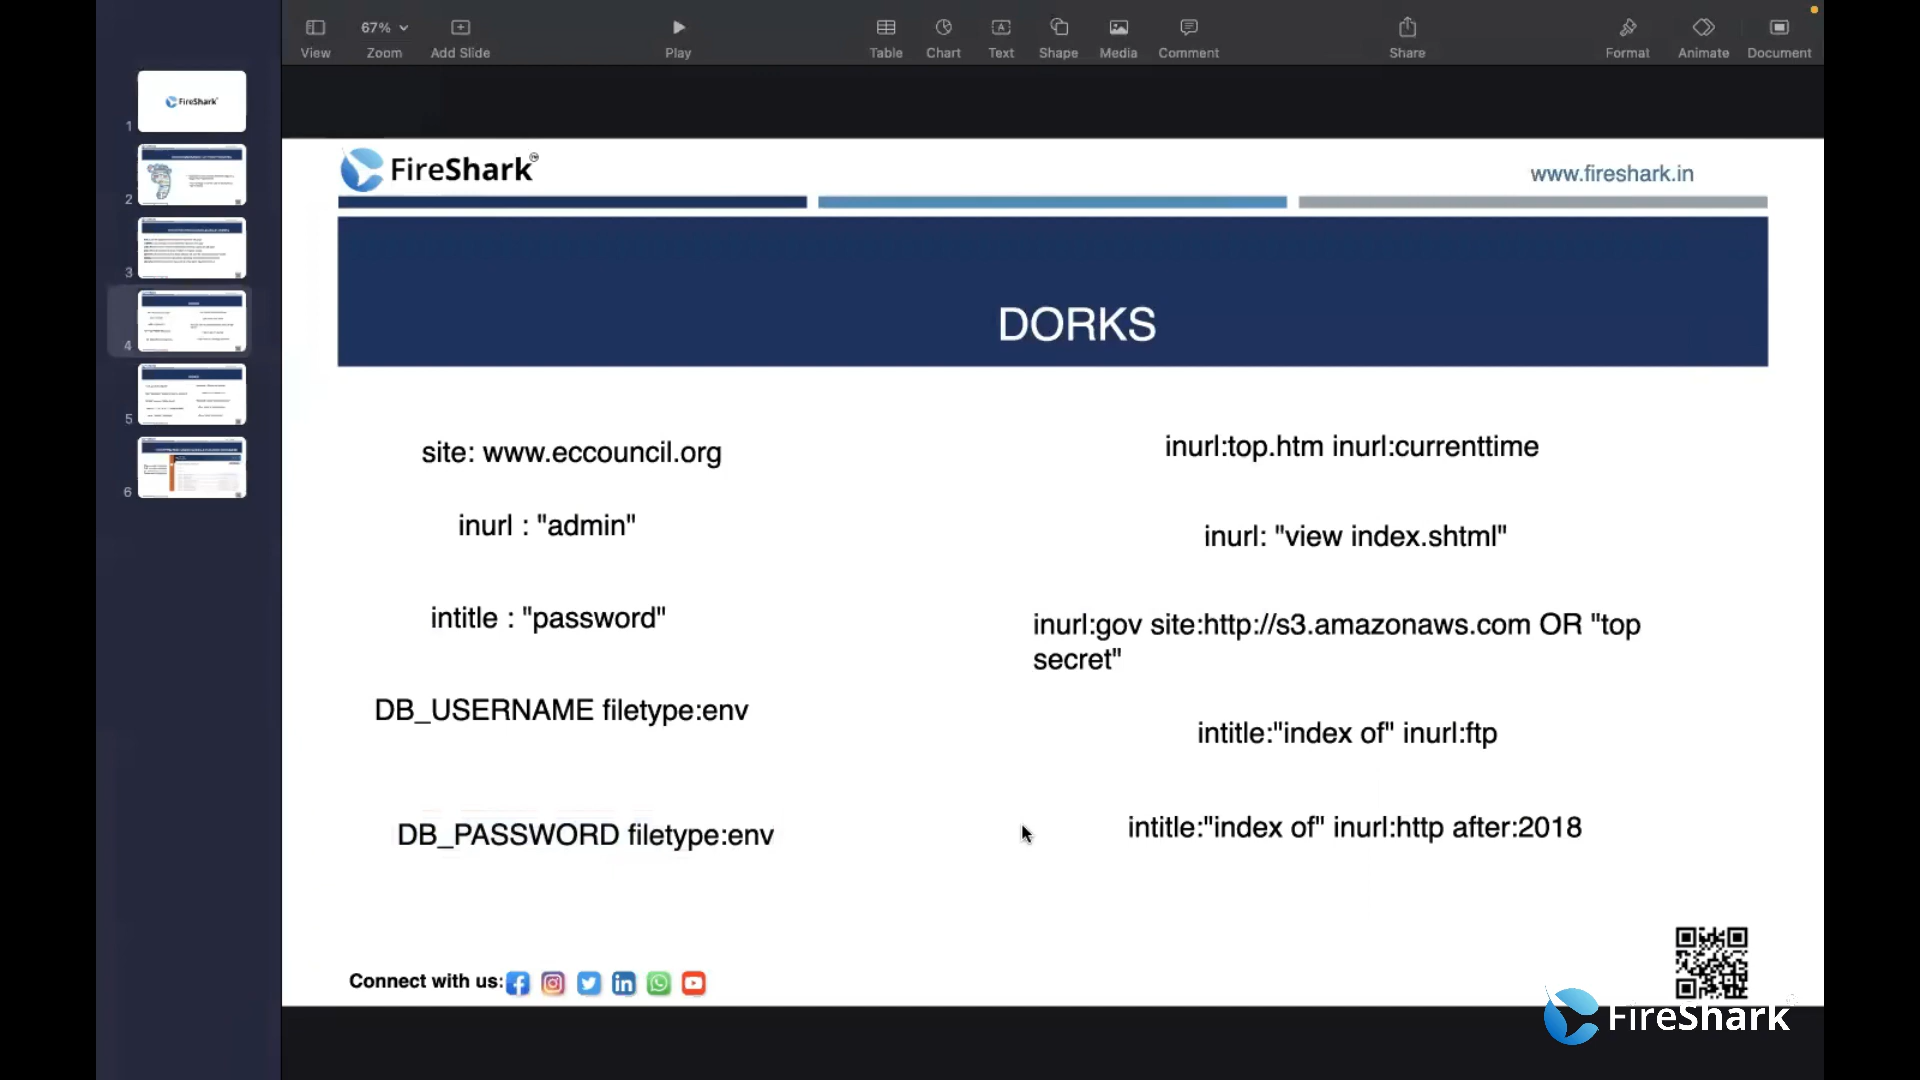 View
67%
Zoom
Add Slide
Play
Table
Chart
Text
Shape
Media
Comment
Share
Format
Animate
Document
FireShark
1
2
3
4
5
6
FireShark™
www.fireshark.in
DORKS
site: www.eccouncil.org
inurl : "admin"
intitle : "password"
DB_USERNAME filetype:env
DB_PASSWORD filetype:env
inurl:top.htm inurl:currenttime
inurl: "view index.shtml"
inurl:gov site:http://s3.amazonaws.com OR "top
secret"
intitle:"index of" inurl:ftp
intitle:"index of" inurl:http after:2018
Connect with us:
FireShark